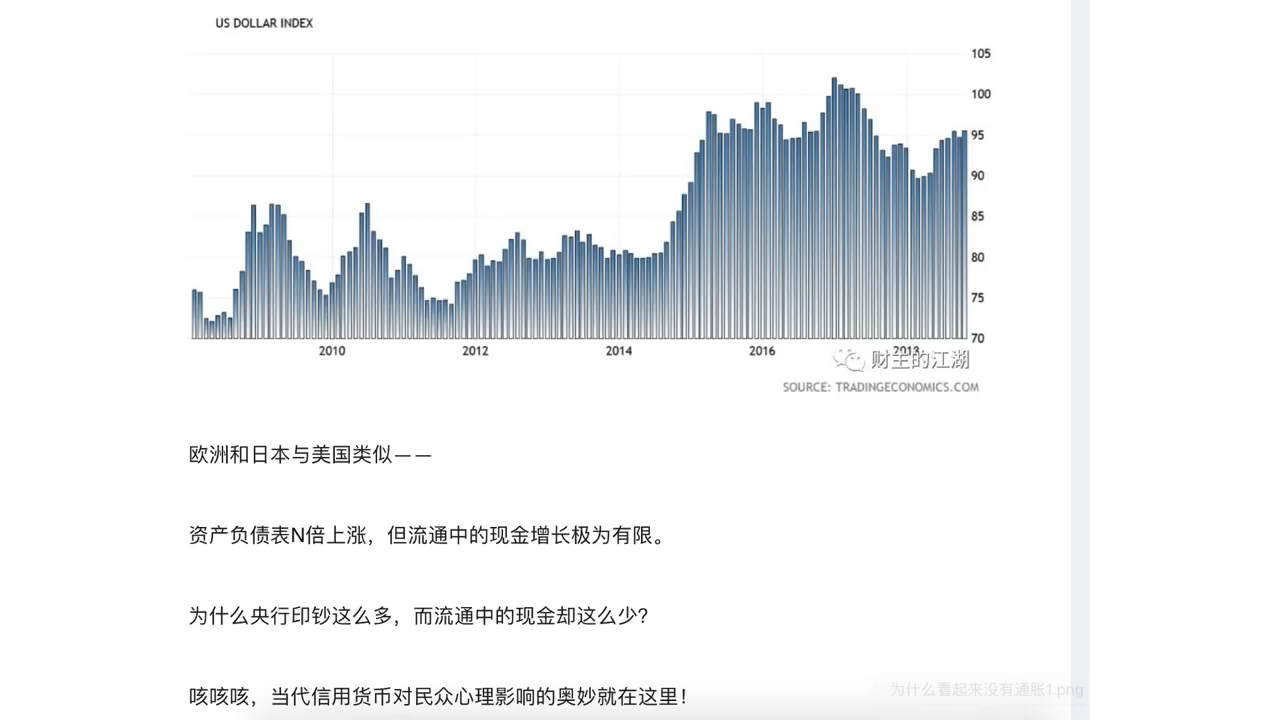 US DOLLAR INDEX
105
100
95
90
85
80
75
70
2010 2012 2014 2016 2013
财主的江湖
SOURCE: TRADINGECONOMICS.COM
欧洲和日本与美国类似——
资产负债表N倍上涨，但流通中的现金增长极为有限。
为什么央行印钞这么多，而流通中的现金却这么少？
咳咳咳，当代信用货币对民众心理影响的奥妙就在这里！
为什么看起来没有通胀1.png